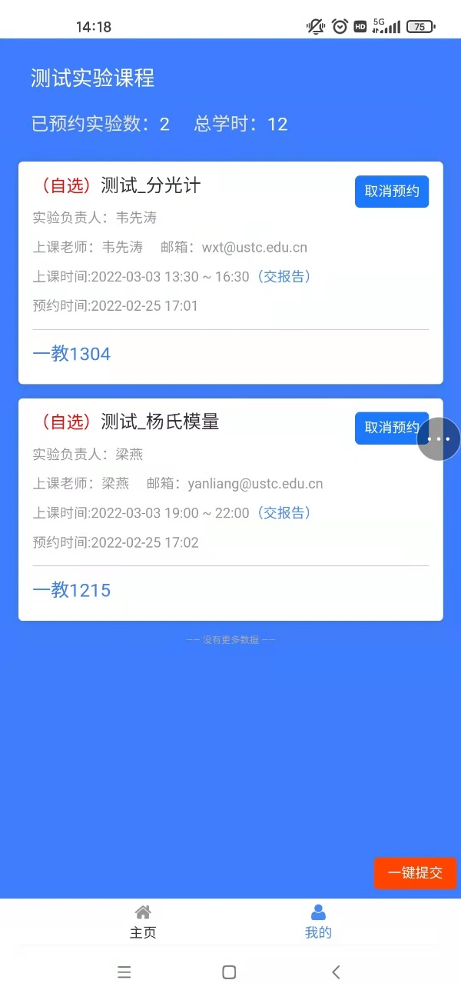 14:18
HD 5G 75
测试实验课程
已预约实验数：2 总学时：12
（自选）测试_分光计 取消预约
实验负责人：韦先涛
上课老师：韦先涛 邮箱：wxt@ustc.edu.cn
上课时间:2022-03-03 13:30 ~ 16:30（交报告）
预约时间:2022-02-25 17:01
一教1304
（自选）测试_杨氏模量 取消预约
实验负责人：梁燕
上课老师：梁燕 邮箱：yanliang@ustc.edu.cn
上课时间:2022-03-03 19:00 ~ 22:00（交报告）
预约时间:2022-02-25 17:02
一教1215
—— 没有更多数据 ——
一键提交
主页 我的